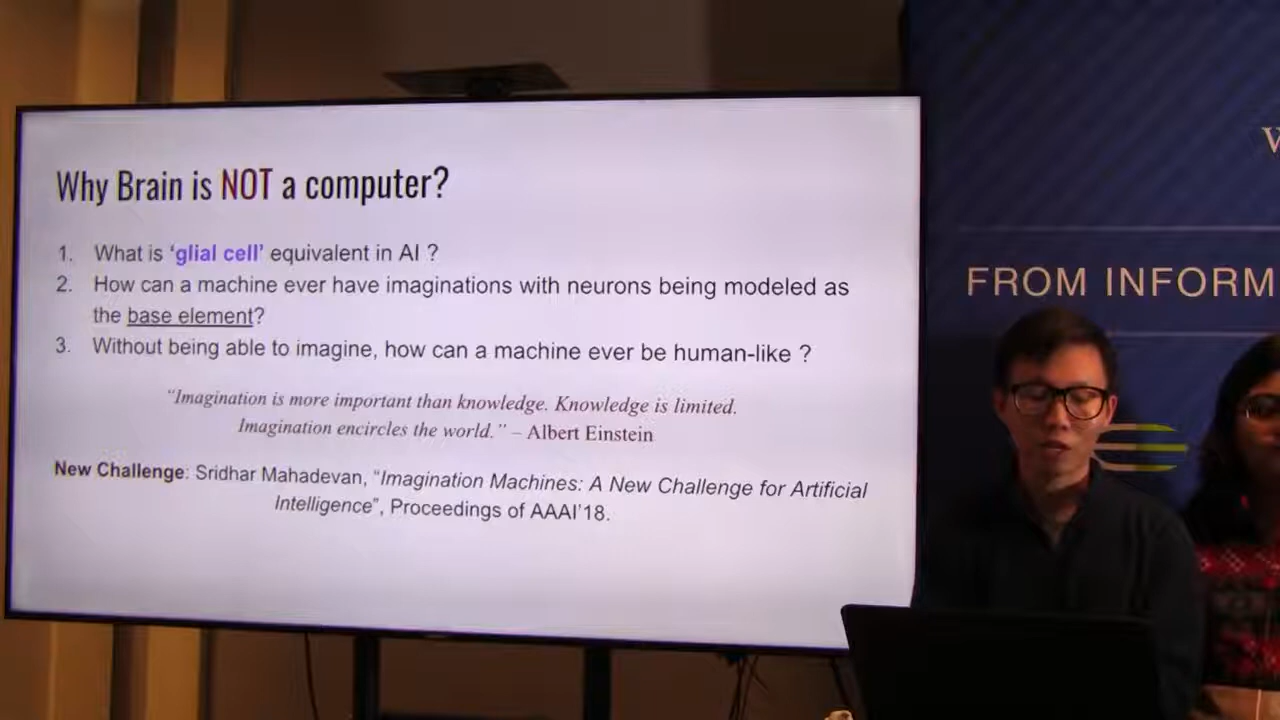 Why Brain is NOT a computer?
1. What is ‘glial cell’ equivalent in AI ?
2. How can a machine ever have imaginations with neurons being modeled as
the base element?
3. Without being able to imagine, how can a machine ever be human-like ?
“Imagination is more important than knowledge. Knowledge is limited.
Imagination encircles the world.” – Albert Einstein
New Challenge: Sridhar Mahadevan, “Imagination Machines: A New Challenge for Artificial
Intelligence”, Proceedings of AAAI’18.
FROM INFORM